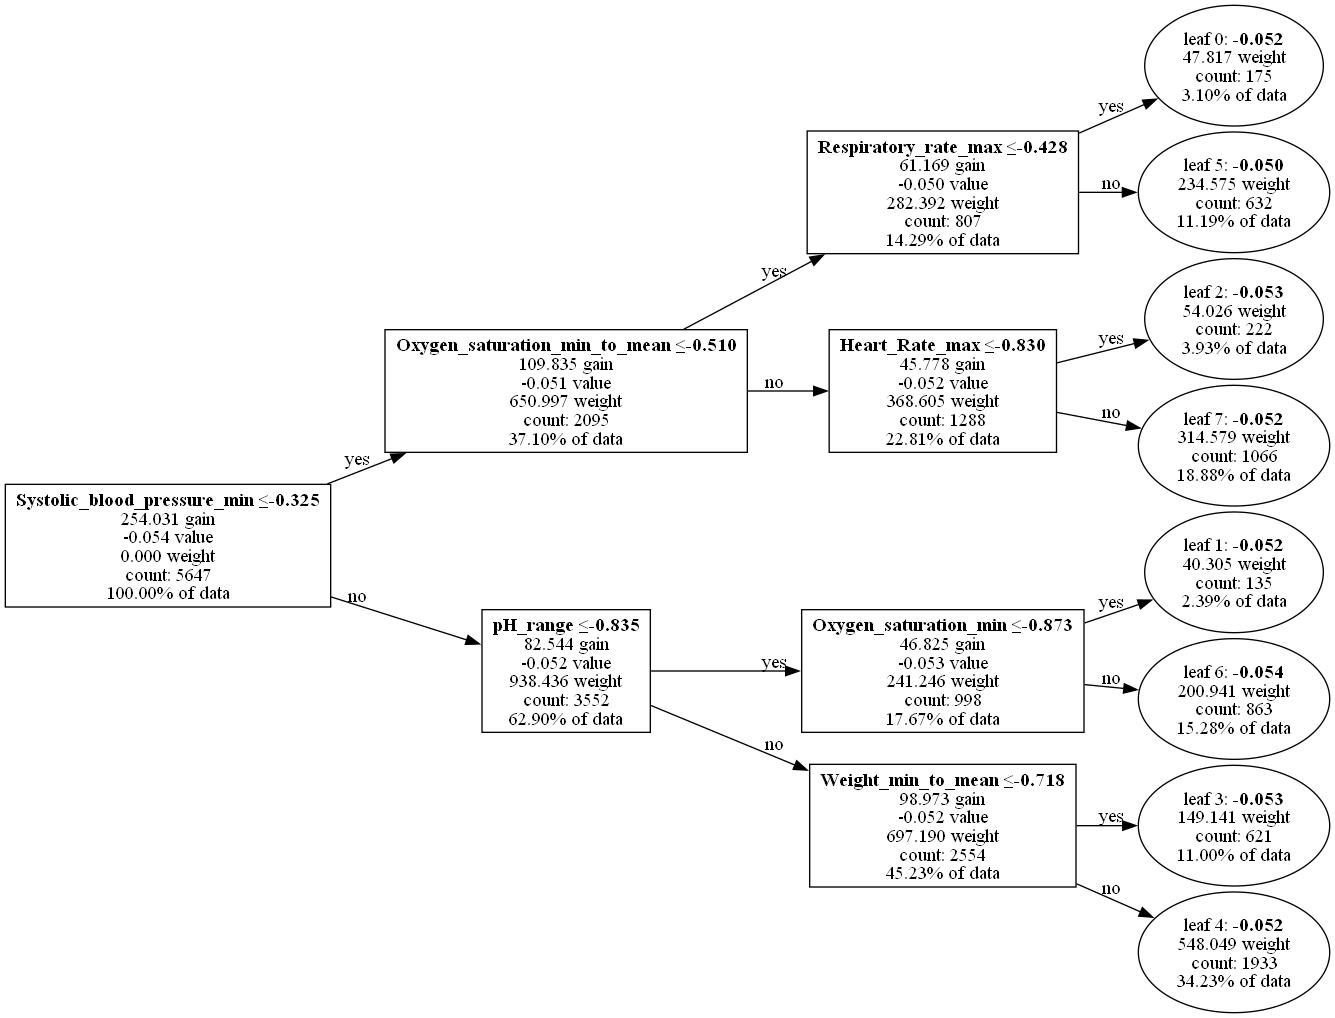 Systolic_blood_pressure_min ≤-0.325
254.031 gain
-0.054 value
0.000 weight
count: 5647
100.00% of data
yes
no
Oxygen_saturation_min_to_mean ≤-0.510
109.835 gain
-0.051 value
650.997 weight
count: 2095
37.10% of data
yes
no
pH_range ≤-0.835
82.544 gain
-0.052 value
938.436 weight
count: 3552
62.90% of data
yes
no
Respiratory_rate_max ≤-0.428
61.169 gain
-0.050 value
282.392 weight
count: 807
14.29% of data
yes
no
Heart_Rate_max ≤-0.830
45.778 gain
-0.052 value
368.605 weight
count: 1288
22.81% of data
yes
no
Oxygen_saturation_min ≤-0.873
46.825 gain
-0.053 value
241.246 weight
count: 998
17.67% of data
yes
no
Weight_min_to_mean ≤-0.718
98.973 gain
-0.052 value
697.190 weight
count: 2554
45.23% of data
yes
no
leaf 0: -0.052
47.817 weight
count: 175
3.10% of data
leaf 5: -0.050
234.575 weight
count: 632
11.19% of data
leaf 2: -0.053
54.026 weight
count: 222
3.93% of data
leaf 7: -0.052
314.579 weight
count: 1066
18.88% of data
leaf 1: -0.052
40.305 weight
count: 135
2.39% of data
leaf 6: -0.054
200.941 weight
count: 863
15.28% of data
leaf 3: -0.053
149.141 weight
count: 621
11.00% of data
leaf 4: -0.052
548.049 weight
count: 1933
34.23% of data